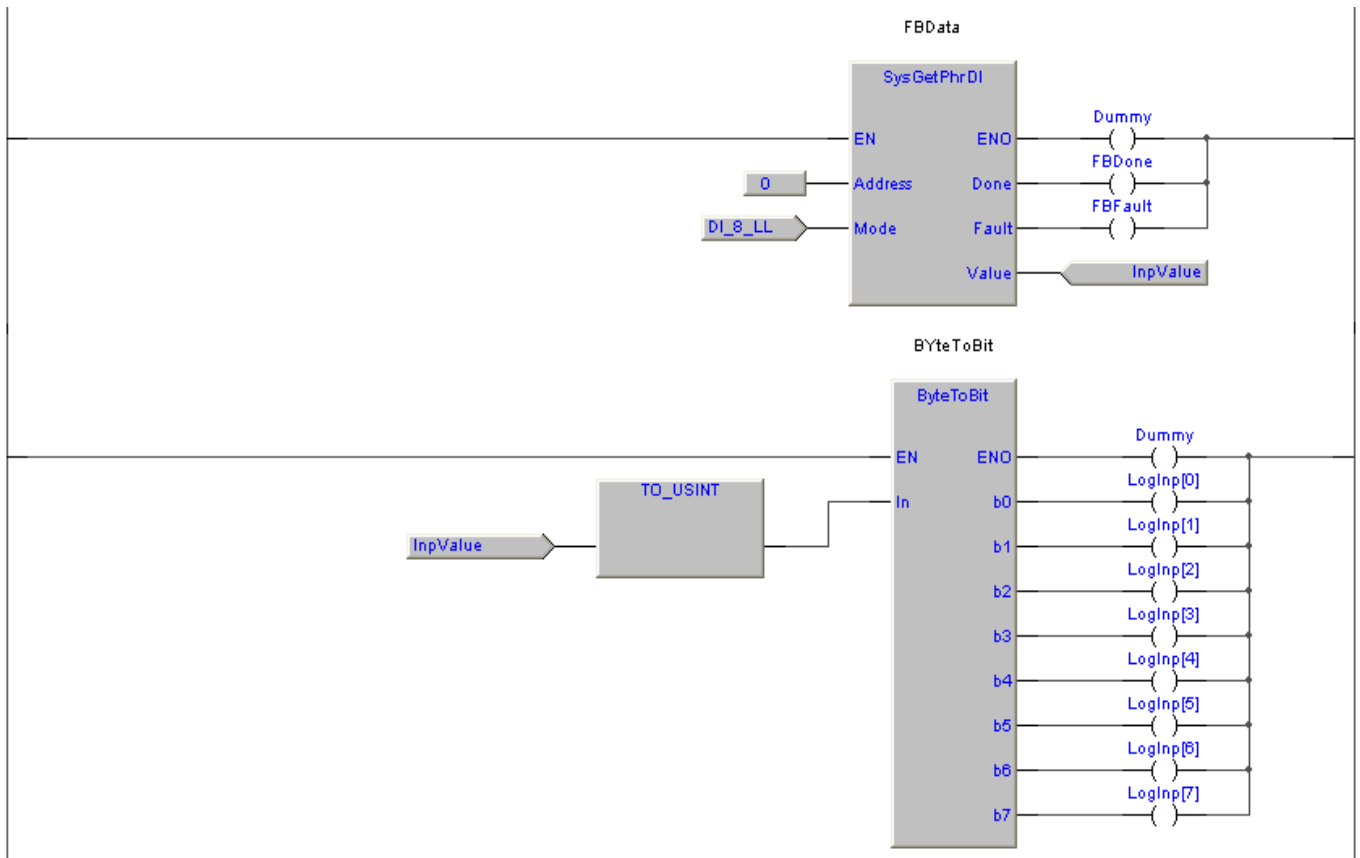 FBData
SysGetPhrDI
Dummy
EN ENO
FBDone
0 Address Done
FBFault
DI_8_LL Mode Fault
Value InpValue
BYteToBit
ByteToBit
Dummy
EN ENO
TO_USINT LogInp[0]
In b0
LogInp[1]
InpValue b1
LogInp[2]
b2
LogInp[3]
b3
LogInp[4]
b4
LogInp[5]
b5
LogInp[6]
b6
LogInp[7]
b7